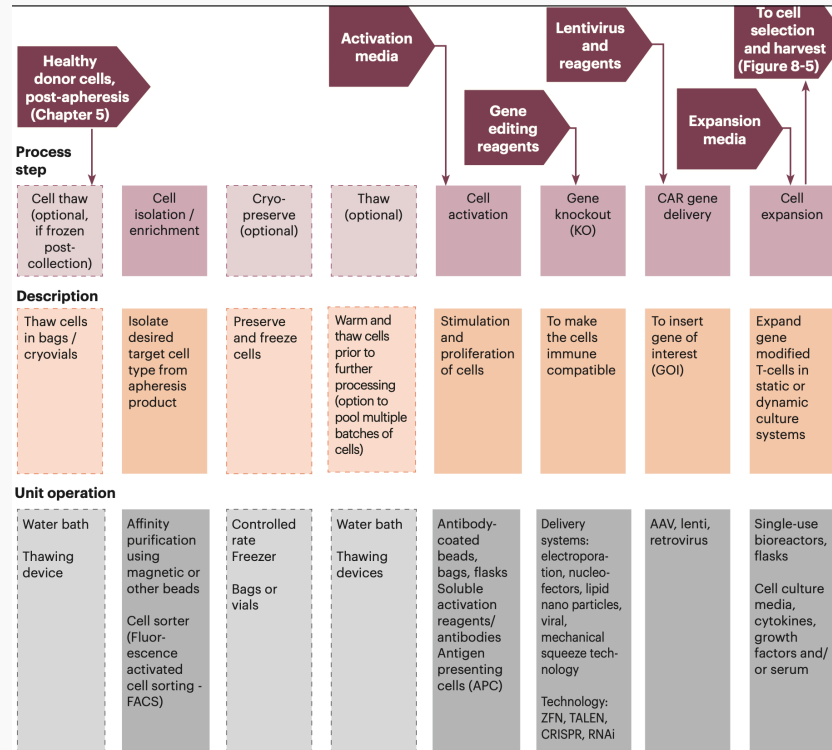 Healthy
donor cells,
post-apheresis
(Chapter 5)
Activation
media
Gene
editing
reagents
Lentivirus
and
reagents
Expansion
media
To cell
selection
and harvest
(Figure 8-5)
Process
step
Cell thaw
(optional,
if frozen
post-
collection)
Cell
isolation /
enrichment
Cryo-
preserve
(optional)
Thaw
(optional)
Cell
activation
Gene
knockout
(KO)
CAR gene
delivery
Cell
expansion
Description
Thaw cells
in bags /
cryovials
Isolate
desired
target cell
type from
apheresis
product
Preserve
and freeze
cells
Warm and
thaw cells
prior to
further
processing
(option to
pool multiple
batches of
cells)
Stimulation
and
proliferation
of cells
To make
the cells
immune
compatible
To insert
gene of
interest
(GOI)
Expand
gene
modified
T-cells in
static or
dynamic
culture
systems
Unit operation
Water bath
Thawing
device
Affinity
purification
using
magnetic or
other beads
Cell sorter
(Fluor-
escence
activated
cell sorting -
FACS)
Controlled
rate
Freezer
Bags or
vials
Water bath
Thawing
devices
Antibody-
coated
beads,
bags, flasks
Soluble
activation
reagents/
antibodies
Antigen
presenting
cells (APC)
Delivery
systems:
electropora-
tion, nucleo-
fectors, lipid
nano particles,
viral,
mechanical
squeeze tech-
nology
Technology:
ZFN, TALEN,
CRISPR, RNAi
AAV, lenti,
retrovirus
Single-use
bioreactors,
flasks
Cell culture
media,
cytokines,
growth
factors and/
or serum